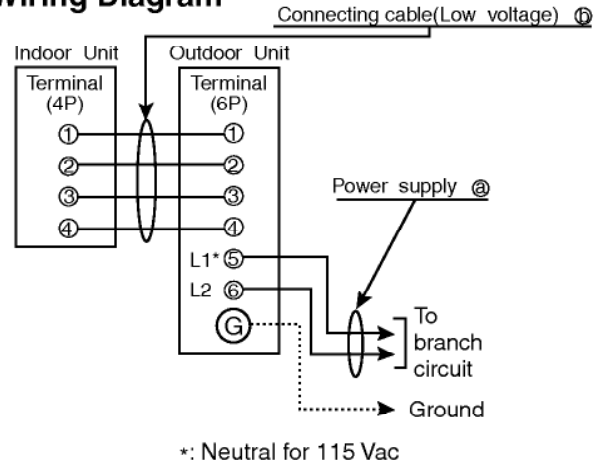 Wiring Diagram
Connecting cable(Low voltage) ⓑ
Indoor Unit
Outdoor Unit
Terminal
(4P)
Terminal
(6P)
① ①
② ②
③ ③
④ ④
L1* ⑤
L2 ⑥
G
Power supply ⓐ
To
branch
circuit
Ground
*: Neutral for 115 Vac